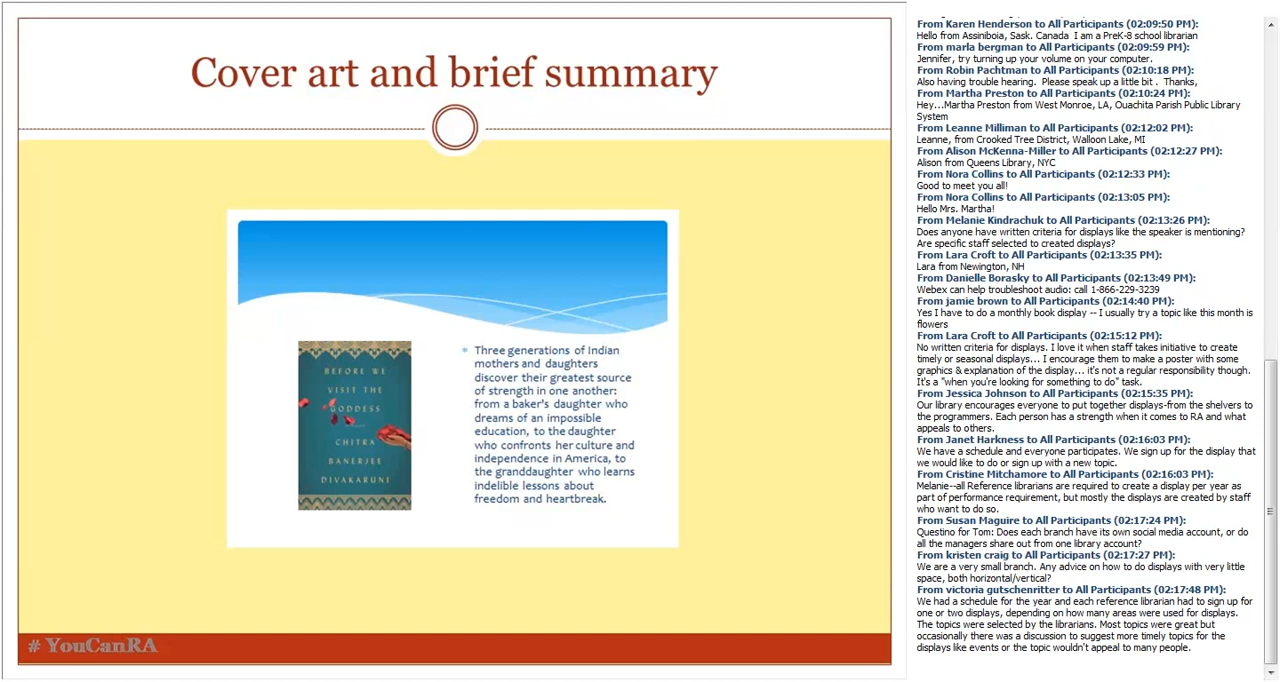 Cover art and brief summary
BEFORE WE
VISIT THE
GODDESS
CHITRA
BANERJEE
DIVAKARUNI
Three generations of Indian
mothers and daughters
discover their greatest source
of strength in one another:
from a baker's daughter who
dreams of an impossible
education, to the daughter
who confronts her culture and
independence in America, to
the granddaughter who learns
indelible lessons about
freedom and heartbreak.
# YouCanRA
From Karen Henderson to All Participants (02:09:50 PM):
Hello from Assiniboia, Sask. Canada I am a PreK-8 school librarian
From marla bergman to All Participants (02:09:59 PM):
Jennifer, try turning up your volume on your computer.
From Robin Pachtman to All Participants (02:10:18 PM):
Also having trouble hearing. Please speak up a little bit . Thanks,
From Martha Preston to All Participants (02:10:24 PM):
Hey...Martha Preston from West Monroe, LA, Ouachita Parish Public Library
System
From Leanne Milliman to All Participants (02:12:02 PM):
Leanne, from Crooked Tree District, Walloon Lake, MI
From Alison McKenna-Miller to All Participants (02:12:27 PM):
Alison from Queens Library, NYC
From Nora Collins to All Participants (02:12:33 PM):
Good to meet you all!
From Nora Collins to All Participants (02:13:05 PM):
Hello Mrs. Martha!
From Melanie Kindrachuk to All Participants (02:13:26 PM):
Does anyone have written criteria for displays like the speaker is mentioning?
Are specific staff selected to created displays?
From Lara Croft to All Participants (02:13:35 PM):
Lara from Newington, NH
From Danielle Borasky to All Participants (02:13:49 PM):
Webex can help troubleshoot audio: call 1-866-229-3239
From jamie brown to All Participants (02:14:40 PM):
Yes I have to do a monthly book display -- I usually try a topic like this month is
flowers
From Lara Croft to All Participants (02:15:12 PM):
No written criteria for displays. I love it when staff takes initiative to create
timely or seasonal displays... I encourage them to make a poster with some
graphics & explanation of the display... it's not a regular responsibility though.
It's a "when you're looking for something to do" task.
From Jessica Johnson to All Participants (02:15:35 PM):
Our library encourages everyone to put together displays-from the shelvers to
the programmers. Each person has a strength when it comes to RA and what
appeals to others.
From Janet Harkness to All Participants (02:16:03 PM):
We have a schedule and everyone participates. We sign up for the display that
we would like to do or sign up with a new topic.
From Cristine Mitchamore to All Participants (02:16:03 PM):
Melanie--all Reference librarians are required to create a display per year as
part of performance requirement, but mostly the displays are created by staff
who want to do so.
From Susan Maguire to All Participants (02:17:24 PM):
Questino for Tom: Does each branch have its own social media account, or do
all the managers share out from one library account?
From kristen craig to All Participants (02:17:27 PM):
We are a very small branch. Any advice on how to do displays with very little
space, both horizontal/vertical?
From victoria gutschenritter to All Participants (02:17:48 PM):
We had a schedule for the year and each reference librarian had to sign up for
one or two displays, depending on how many areas were used for displays.
The topics were selected by the librarians. Most topics were great but
occasionally there was a discussion to suggest more timely topics for the
displays like events or the topic wouldn't appeal to many people.